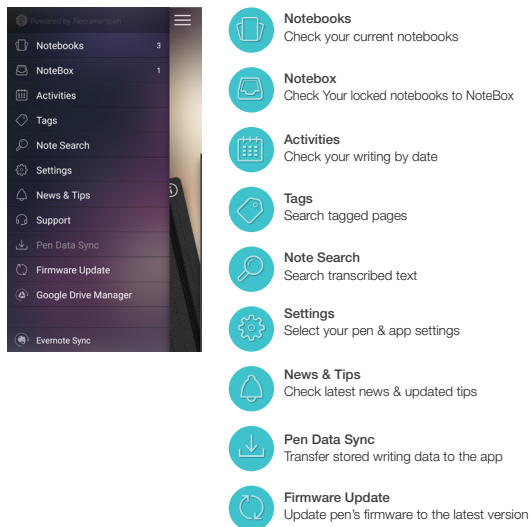 Powered by Neo smartpen
Notebooks 3
NoteBox 1
Activities
Tags
Note Search
Settings
News & Tips
Support
Pen Data Sync
Firmware Update
Google Drive Manager
Evernote Sync
Notebooks
Check your current notebooks
Notebox
Check Your locked notebooks to NoteBox
Activities
Check your writing by date
Tags
Search tagged pages
Note Search
Search transcribed text
Settings
Select your pen & app settings
News & Tips
Check latest news & updated tips
Pen Data Sync
Transfer stored writing data to the app
Firmware Update
Update pen's firmware to the latest version